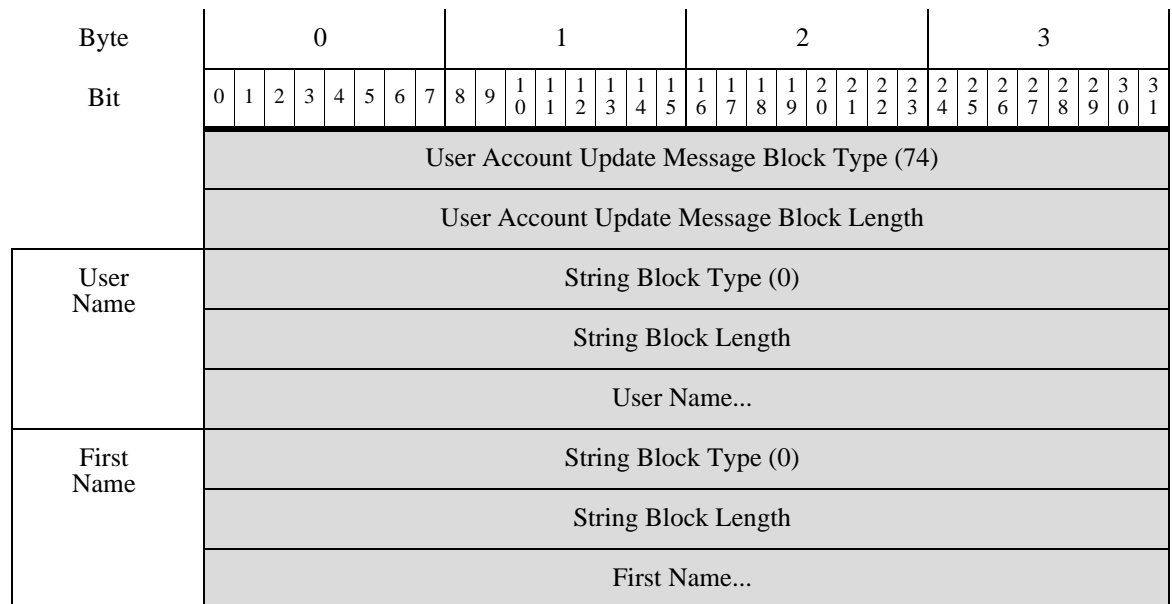 Byte 0 1 2 3
Bit 0 1 2 3 4 5 6 7 8 9 10 11 12 13 14 15 16 17 18 19 20 21 22 23 24 25 26 27 28 29 30 31
User Account Update Message Block Type (74)
User Account Update Message Block Length
User
Name
String Block Type (0)
String Block Length
User Name...
First
Name
String Block Type (0)
String Block Length
First Name...